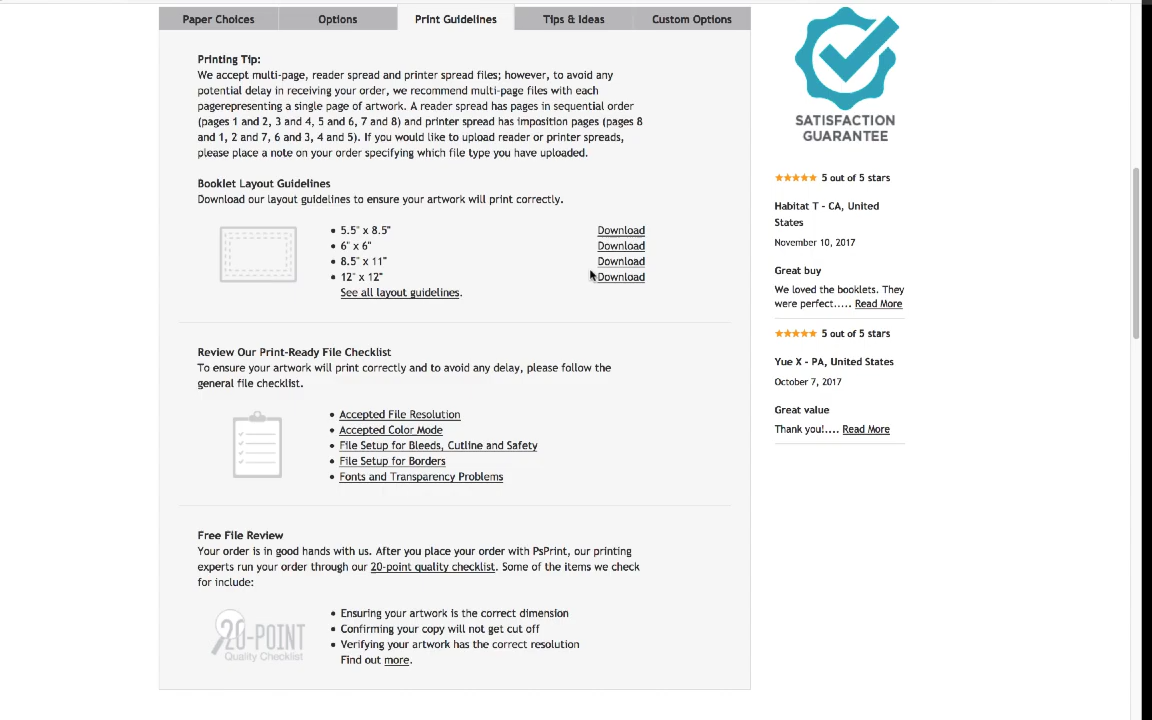 Paper Choices
Options
Print Guidelines
Tips & Ideas
Custom Options
Printing Tip:
We accept multi-page, reader spread and printer spread files; however, to avoid any
potential delay in receiving your order, we recommend multi-page files with each
pagerepresenting a single page of artwork. A reader spread has pages in sequential order
(pages 1 and 2, 3 and 4, 5 and 6, 7 and 8) and printer spread has imposition pages (pages 8
and 1, 2 and 7, 6 and 3, 4 and 5). If you would like to upload reader or printer spreads,
please place a note on your order specifying which file type you have uploaded.
Booklet Layout Guidelines
Download our layout guidelines to ensure your artwork will print correctly.
• 5.5" x 8.5" Download
• 6" x 6" Download
• 8.5" x 11" Download
• 12" x 12" Download
See all layout guidelines.
Review Our Print-Ready File Checklist
To ensure your artwork will print correctly and to avoid any delay, please follow the
general file checklist.
• Accepted File Resolution
• Accepted Color Mode
• File Setup for Bleeds, Cutline and Safety
• File Setup for Borders
• Fonts and Transparency Problems
Free File Review
Your order is in good hands with us. After you place your order with PsPrint, our printing
experts run your order through our 20-point quality checklist. Some of the items we check
for include:
20-POINT
Quality Checklist
• Ensuring your artwork is the correct dimension
• Confirming your copy will not get cut off
• Verifying your artwork has the correct resolution
Find out more.
SATISFACTION
GUARANTEE
★★★★★ 5 out of 5 stars
Habitat T - CA, United
States
November 10, 2017
Great buy
We loved the booklets. They
were perfect..... Read More
★★★★★ 5 out of 5 stars
Yue X - PA, United States
October 7, 2017
Great value
Thank you!.... Read More